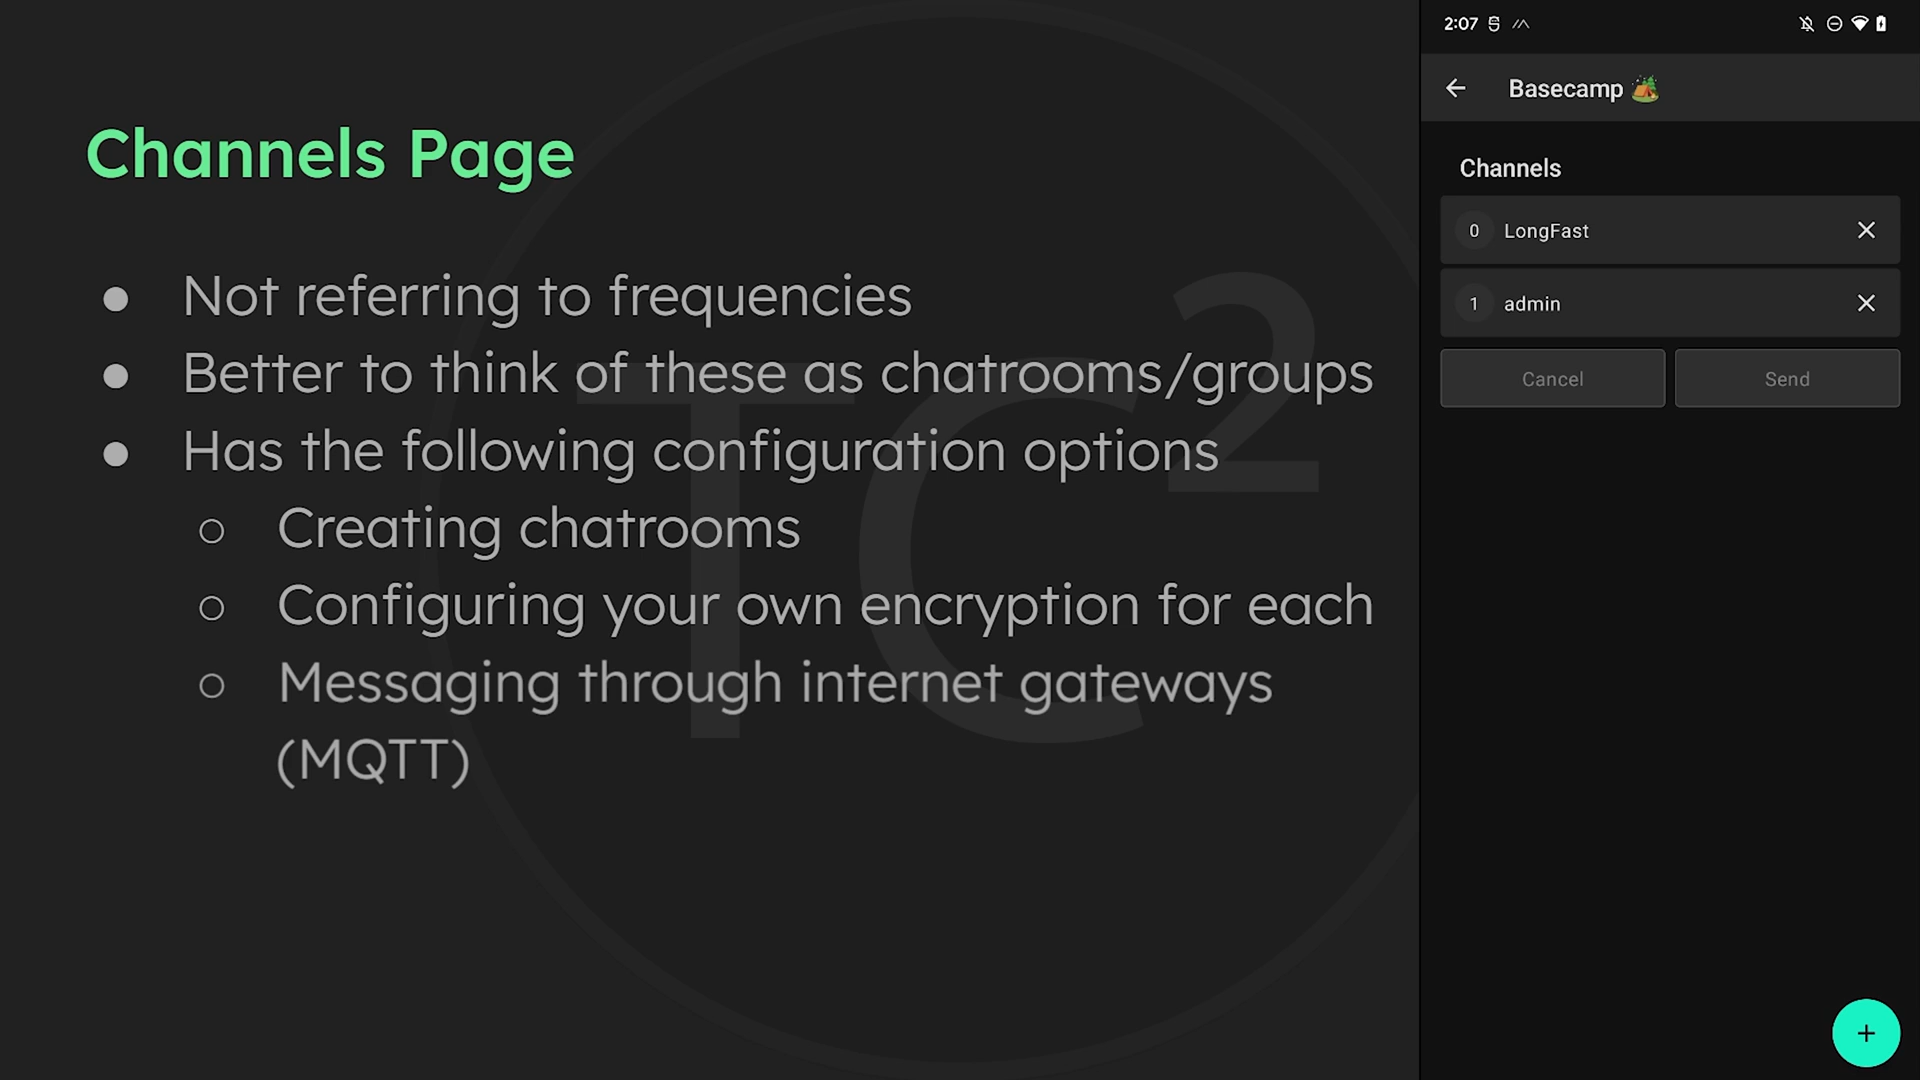 Channels Page
● Not referring to frequencies
● Better to think of these as chatrooms/groups
● Has the following configuration options
○ Creating chatrooms
○ Configuring your own encryption for each
○ Messaging through internet gateways
(MQTT)
TC²
2:07
Basecamp 🏕️
Channels
0 LongFast
1 admin
Cancel Send
+